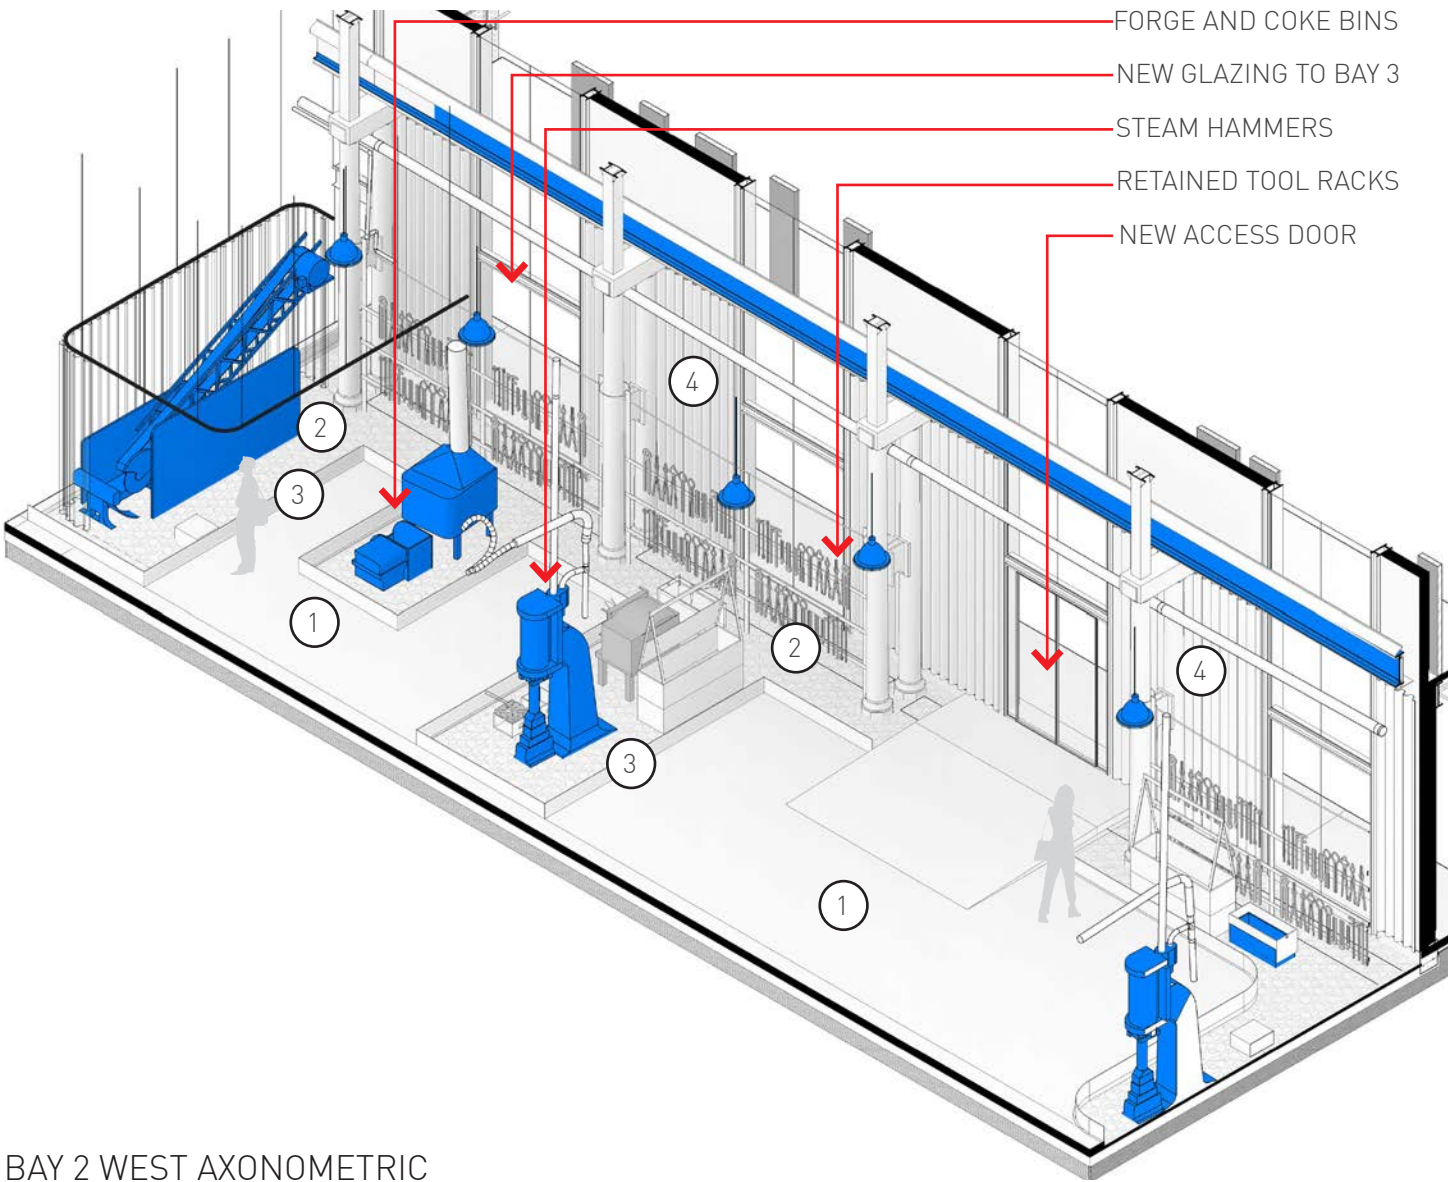 FORGE AND COKE BINS
NEW GLAZING TO BAY 3
STEAM HAMMERS
RETAINED TOOL RACKS
NEW ACCESS DOOR
4
2
3
1
2
4
3
1
BAY 2 WEST AXONOMETRIC